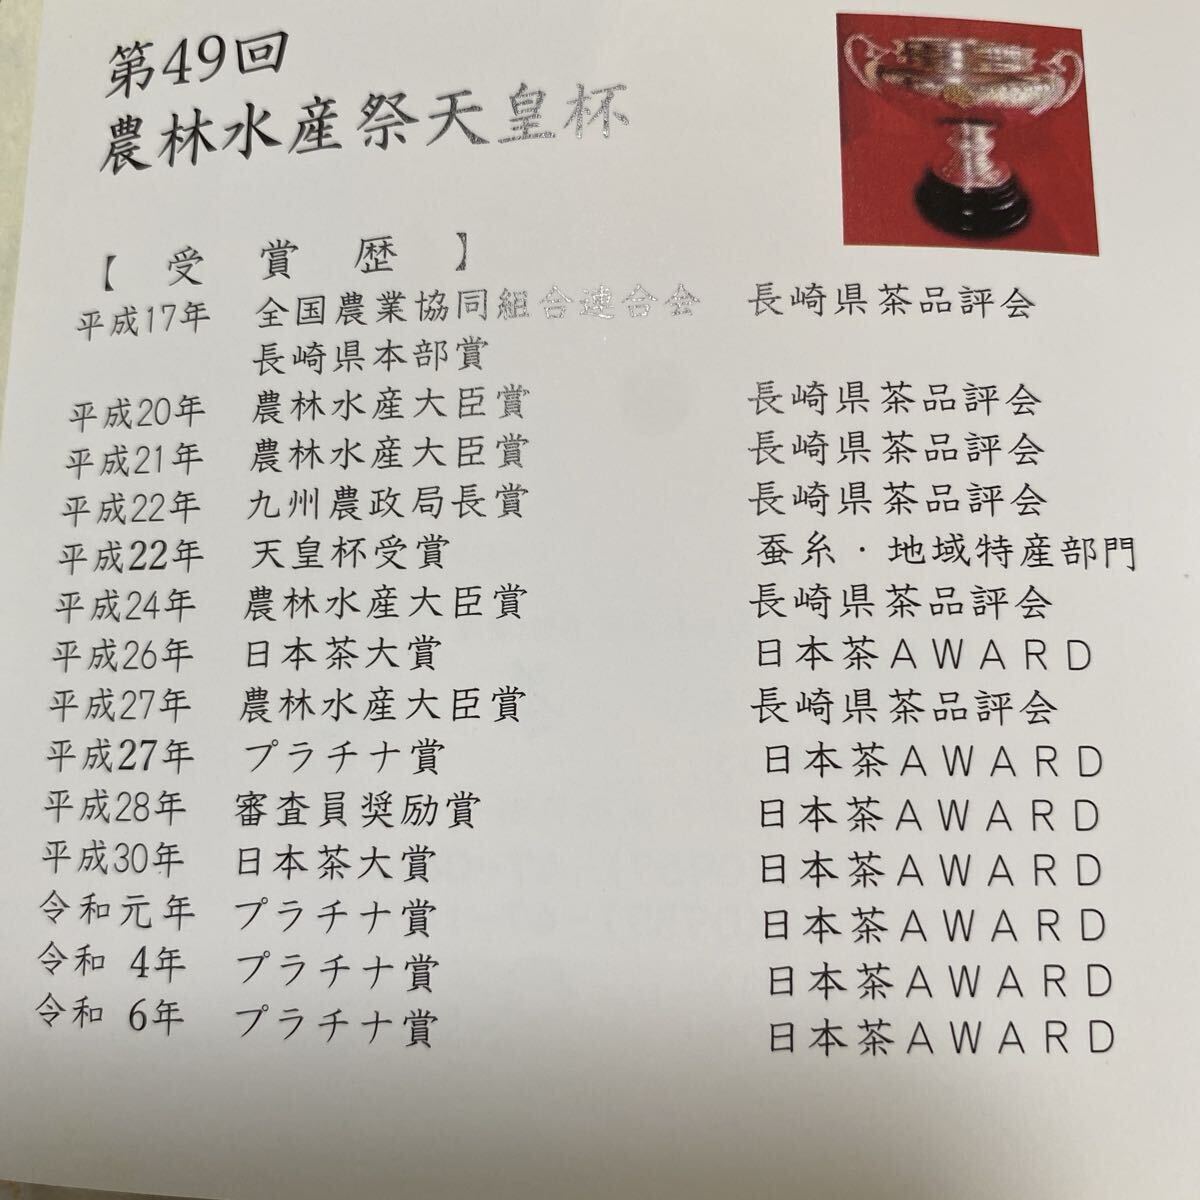 第49回
農林水産祭天皇杯
【受賞歴】
平成17年 全国農業協同組合連合会 長崎県茶品評会
長崎県本部賞
平成20年 農林水産大臣賞 長崎県茶品評会
平成21年 農林水産大臣賞 長崎県茶品評会
平成22年 九州農政局長賞 長崎県茶品評会
平成22年 天皇杯受賞 蚕糸・地域特産部門
平成24年 農林水産大臣賞 長崎県茶品評会
平成26年 日本茶大賞 日本茶ＡＷＡＲＤ
平成27年 農林水産大臣賞 長崎県茶品評会
平成27年 プラチナ賞 日本茶ＡＷＡＲＤ
平成28年 審査員奨励賞 日本茶ＡＷＡＲＤ
平成30年 日本茶大賞 日本茶ＡＷＡＲＤ
令和元年 プラチナ賞 日本茶ＡＷＡＲＤ
令和 4年 プラチナ賞 日本茶ＡＷＡＲＤ
令和 6年 プラチナ賞 日本茶ＡＷＡＲＤ